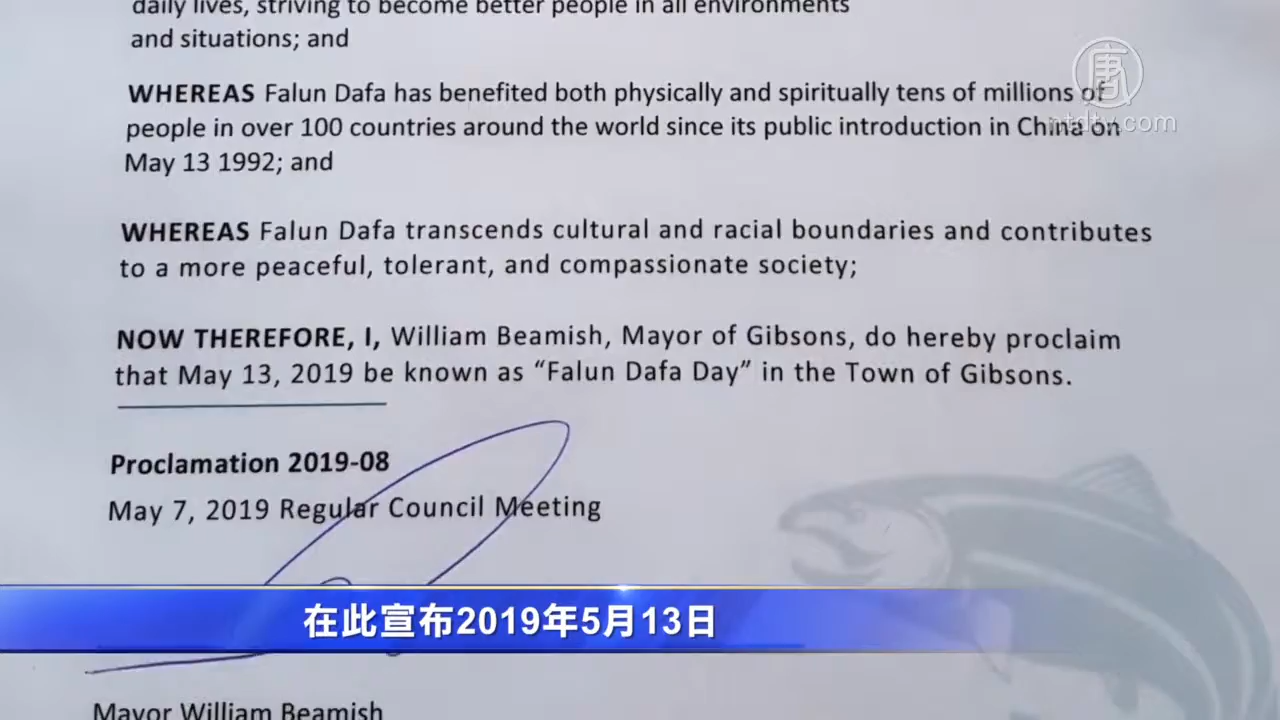 daily lives, striving to become better people in all environments
and situations; and
WHEREAS Falun Dafa has benefited both physically and spiritually tens of millions of
people in over 100 countries around the world since its public introduction in China on
May 13 1992; and
WHEREAS Falun Dafa transcends cultural and racial boundaries and contributes
to a more peaceful, tolerant, and compassionate society;
NOW THEREFORE, I, William Beamish, Mayor of Gibsons, do hereby proclaim
that May 13, 2019 be known as “Falun Dafa Day” in the Town of Gibsons.
Proclamation 2019-08
May 7, 2019 Regular Council Meeting
在此宣布2019年5月13日
Mayor William Beamish
唐
ntdtv.com